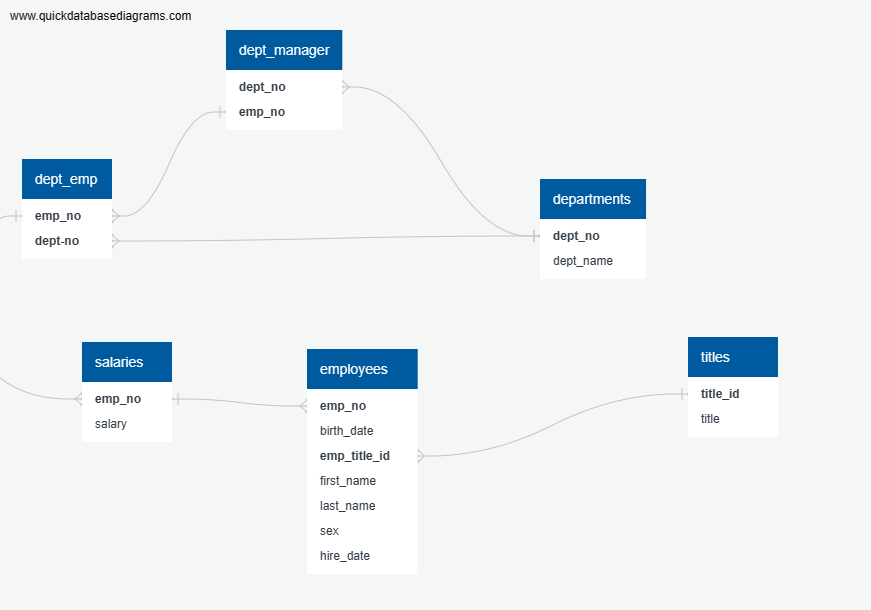 www.quickdatabasediagrams.com
dept_manager
dept_no
emp_no
dept_emp
emp_no
dept-no
departments
dept_no
dept_name
salaries
emp_no
salary
employees
emp_no
birth_date
emp_title_id
first_name
last_name
sex
hire_date
titles
title_id
title